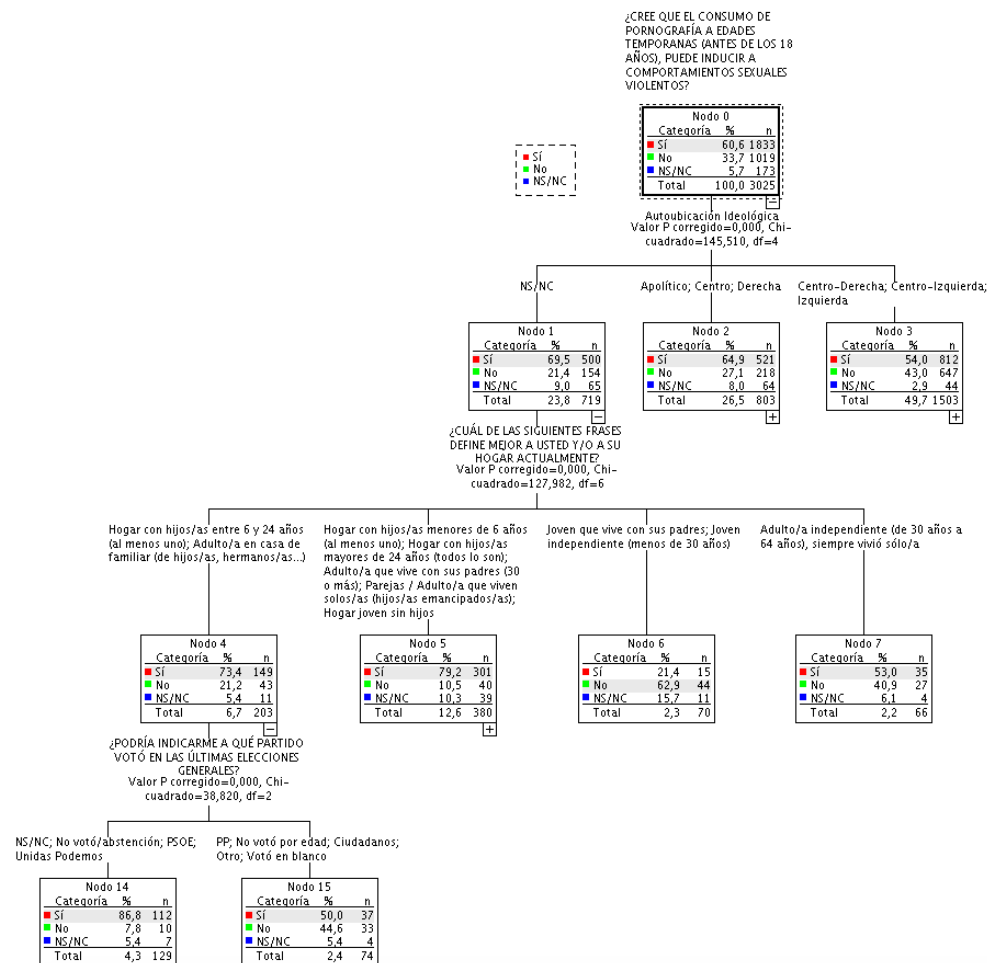 ¿CREE QUE EL CONSUMO DE
PORNOGRAFÍA A EDADES
TEMPORANAS (ANTES DE LOS 18
AÑOS), PUEDE INDUCIR A
COMPORTAMIENTOS SEXUALES
VIOLENTOS?
Nodo 0
Categoría % n
Sí 60,6 1833
No 33,7 1019
NS/NC 5,7 173
Total 100,0 3025
Sí
No
NS/NC
Autoubicación Ideológica
Valor P corregido=0,000, Chi-
cuadrado=145,510, df=4
NS/NC
Apolítico; Centro; Derecha
Centro-Derecha; Centro-Izquierda;
Izquierda
Nodo 1
Categoría % n
Sí 69,5 500
No 21,4 154
NS/NC 9,0 65
Total 23,8 719
Nodo 2
Categoría % n
Sí 64,9 521
No 27,1 218
NS/NC 8,0 64
Total 26,5 803
Nodo 3
Categoría % n
Sí 54,0 812
No 43,0 647
NS/NC 2,9 44
Total 49,7 1503
¿CUÁL DE LAS SIGUIENTES FRASES
DEFINE MEJOR A USTED Y/O A SU
HOGAR ACTUALMENTE?
Valor P corregido=0,000, Chi-
cuadrado=127,982, df=6
Hogar con hijos/as entre 6 y 24 años
(al menos uno); Adulto/a en casa de
familiar (de hijos/as, hermanos/as...)
Hogar con hijos/as menores de 6 años
(al menos uno); Hogar con hijos/as
mayores de 24 años (todos lo son);
Adulto/a que vive con sus padres (30
o más); Parejas / Adulto/a que viven
solos/as (hijos/as emancipados/as);
Hogar joven sin hijos
Joven que vive con sus padres; Joven
independiente (menos de 30 años)
Adulto/a independiente (de 30 años a
64 años), siempre vivió sólo/a
Nodo 4
Categoría % n
Sí 73,4 149
No 21,2 43
NS/NC 5,4 11
Total 6,7 203
Nodo 5
Categoría % n
Sí 79,2 301
No 10,5 40
NS/NC 10,3 39
Total 12,6 380
Nodo 6
Categoría % n
Sí 21,4 15
No 62,9 44
NS/NC 15,7 11
Total 2,3 70
Nodo 7
Categoría % n
Sí 53,0 35
No 40,9 27
NS/NC 6,1 4
Total 2,2 66
¿PODRÍA INDICARME A QUÉ PARTIDO
VOTÓ EN LAS ÚLTIMAS ELECCIONES
GENERALES?
Valor P corregido=0,000, Chi-
cuadrado=38,820, df=2
NS/NC; No votó/abstención; PSOE;
Unidas Podemos
PP; No votó por edad; Ciudadanos;
Otro; Votó en blanco
Nodo 14
Categoría % n
Sí 86,8 112
No 7,8 10
NS/NC 5,4 7
Total 4,3 129
Nodo 15
Categoría % n
Sí 50,0 37
No 44,6 33
NS/NC 5,4 4
Total 2,4 74